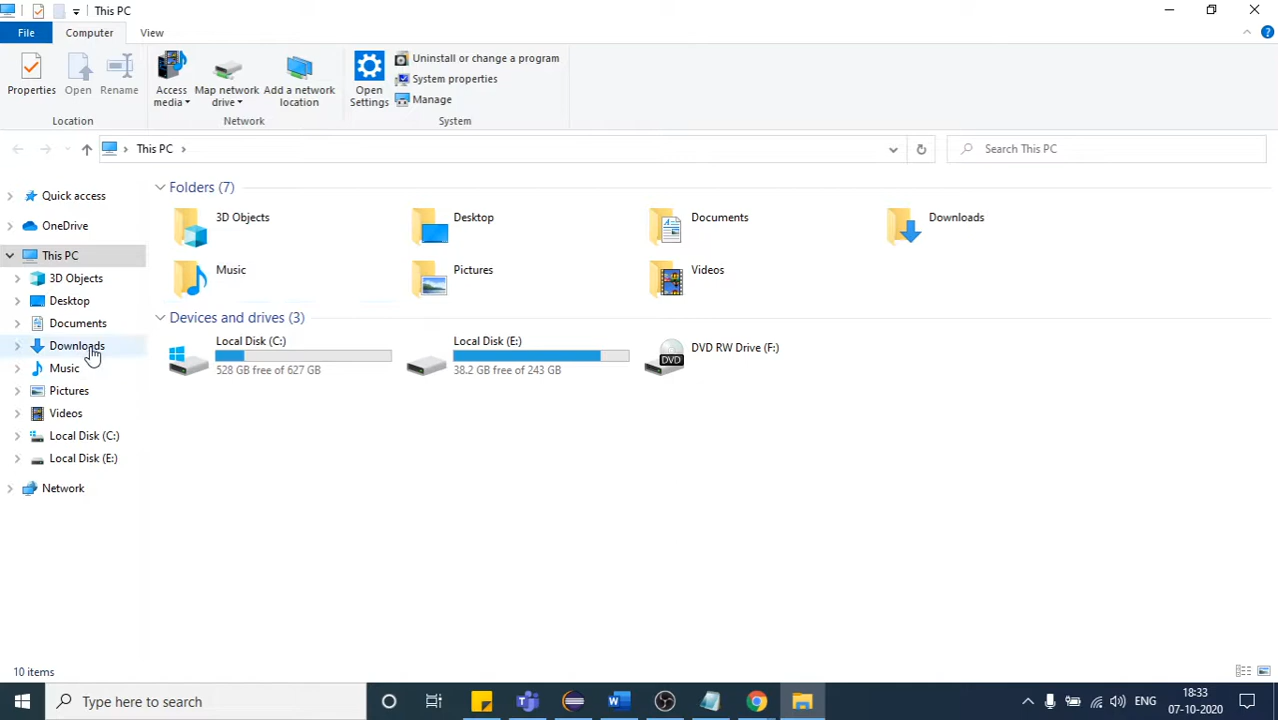 This PC
File
Computer
View
Properties
Open
Rename
Location
Access media
Map network drive
Add a network location
Network
Open Settings
Uninstall or change a program
System properties
Manage
System
This PC
Search This PC
Quick access
OneDrive
This PC
3D Objects
Desktop
Documents
Downloads
Music
Pictures
Videos
Local Disk (C:)
Local Disk (E:)
Network
Folders (7)
3D Objects
Desktop
Documents
Downloads
Music
Pictures
Videos
Devices and drives (3)
Local Disk (C:)
528 GB free of 627 GB
Local Disk (E:)
38.2 GB free of 243 GB
DVD
DVD RW Drive (F:)
10 items
Type here to search
ENG
18:33
07-10-2020